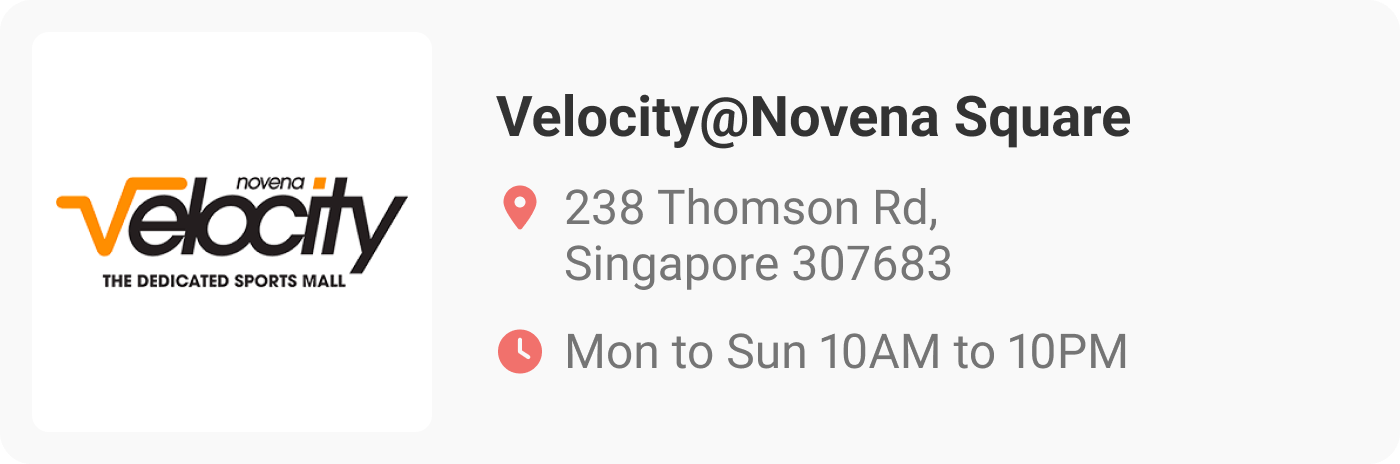 novena
velocity
THE DEDICATED SPORTS MALL
Velocity@Novena Square
238 Thomson Rd,
Singapore 307683
Mon to Sun 10AM to 10PM